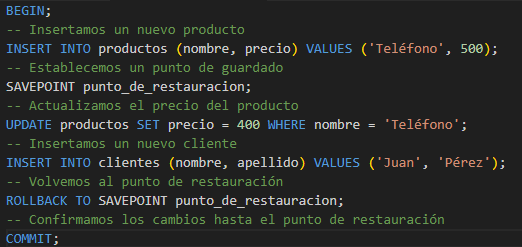 BEGIN;
-- Insertamos un nuevo producto
INSERT INTO productos (nombre, precio) VALUES ('Teléfono', 500);
-- Establecemos un punto de guardado
SAVEPOINT punto_de_restauracion;
-- Actualizamos el precio del producto
UPDATE productos SET precio = 400 WHERE nombre = 'Teléfono';
-- Insertamos un nuevo cliente
INSERT INTO clientes (nombre, apellido) VALUES ('Juan', 'Pérez');
-- Volvemos al punto de restauración
ROLLBACK TO SAVEPOINT punto_de_restauracion;
-- Confirmamos los cambios hasta el punto de restauración
COMMIT;